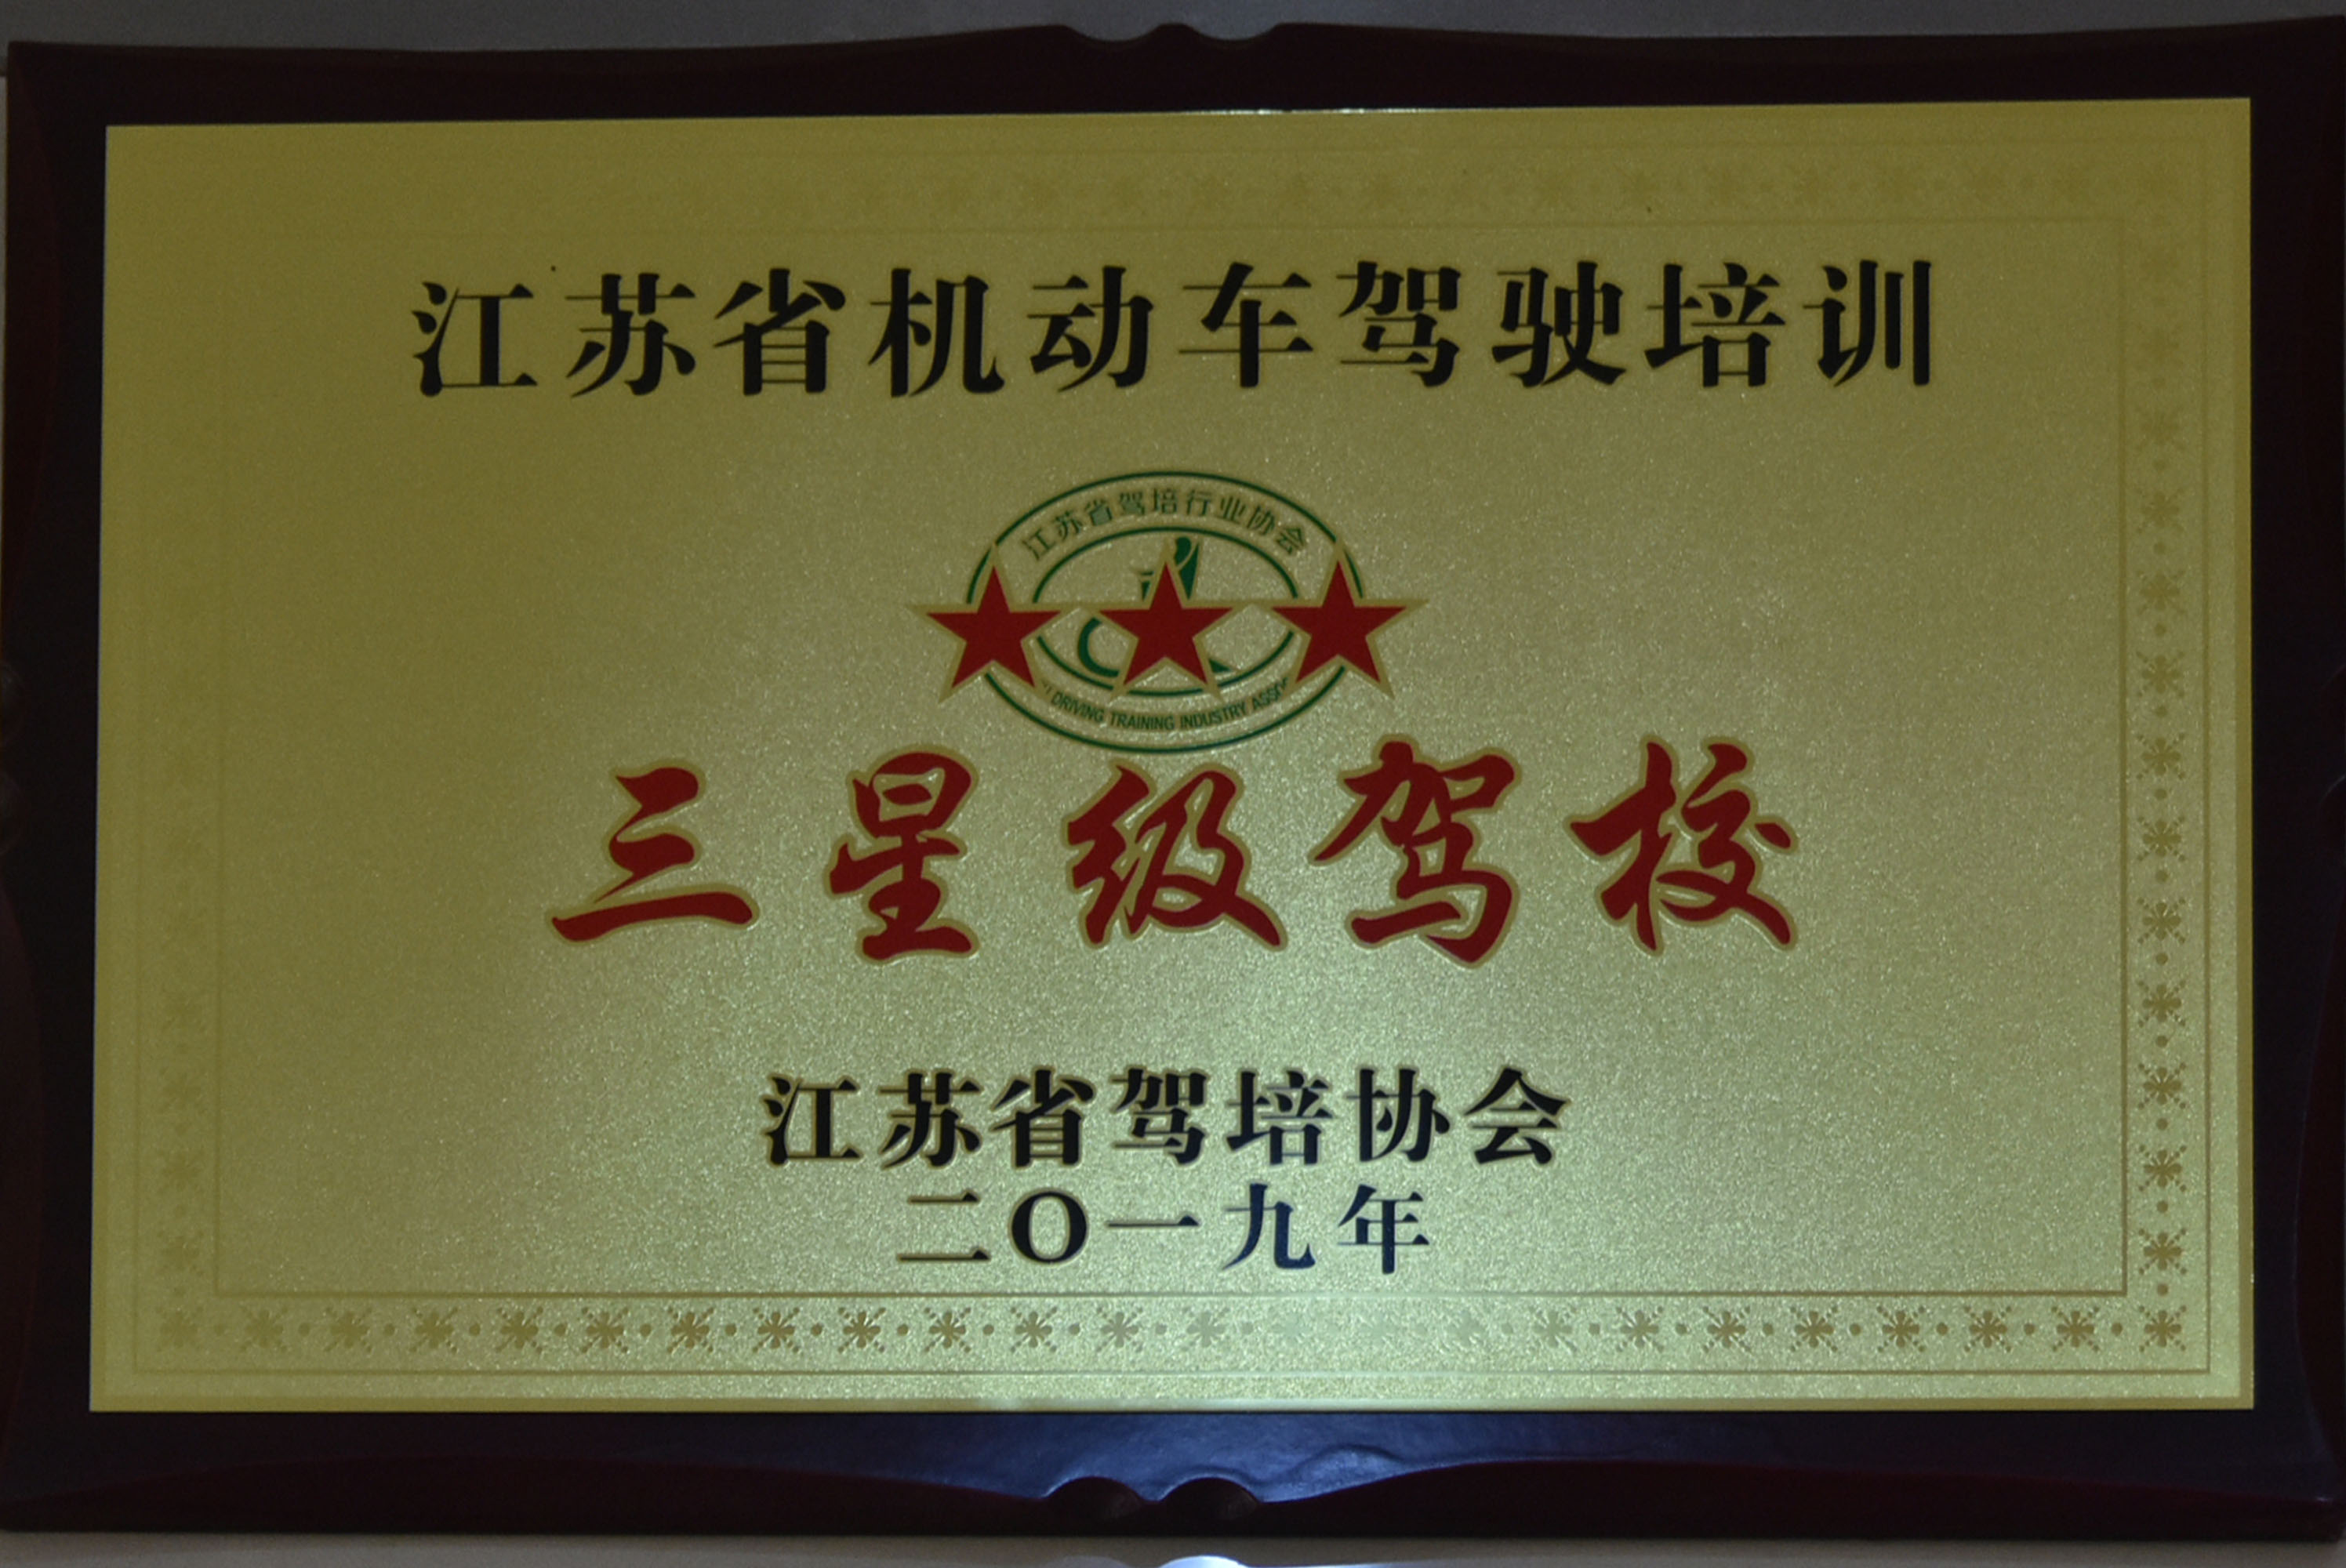 江苏省机动车驾驶培训
江苏省驾培行业协会
DRIVING TRAINING INDUSTRY
三星级驾校
江苏省驾培协会
二〇一九年